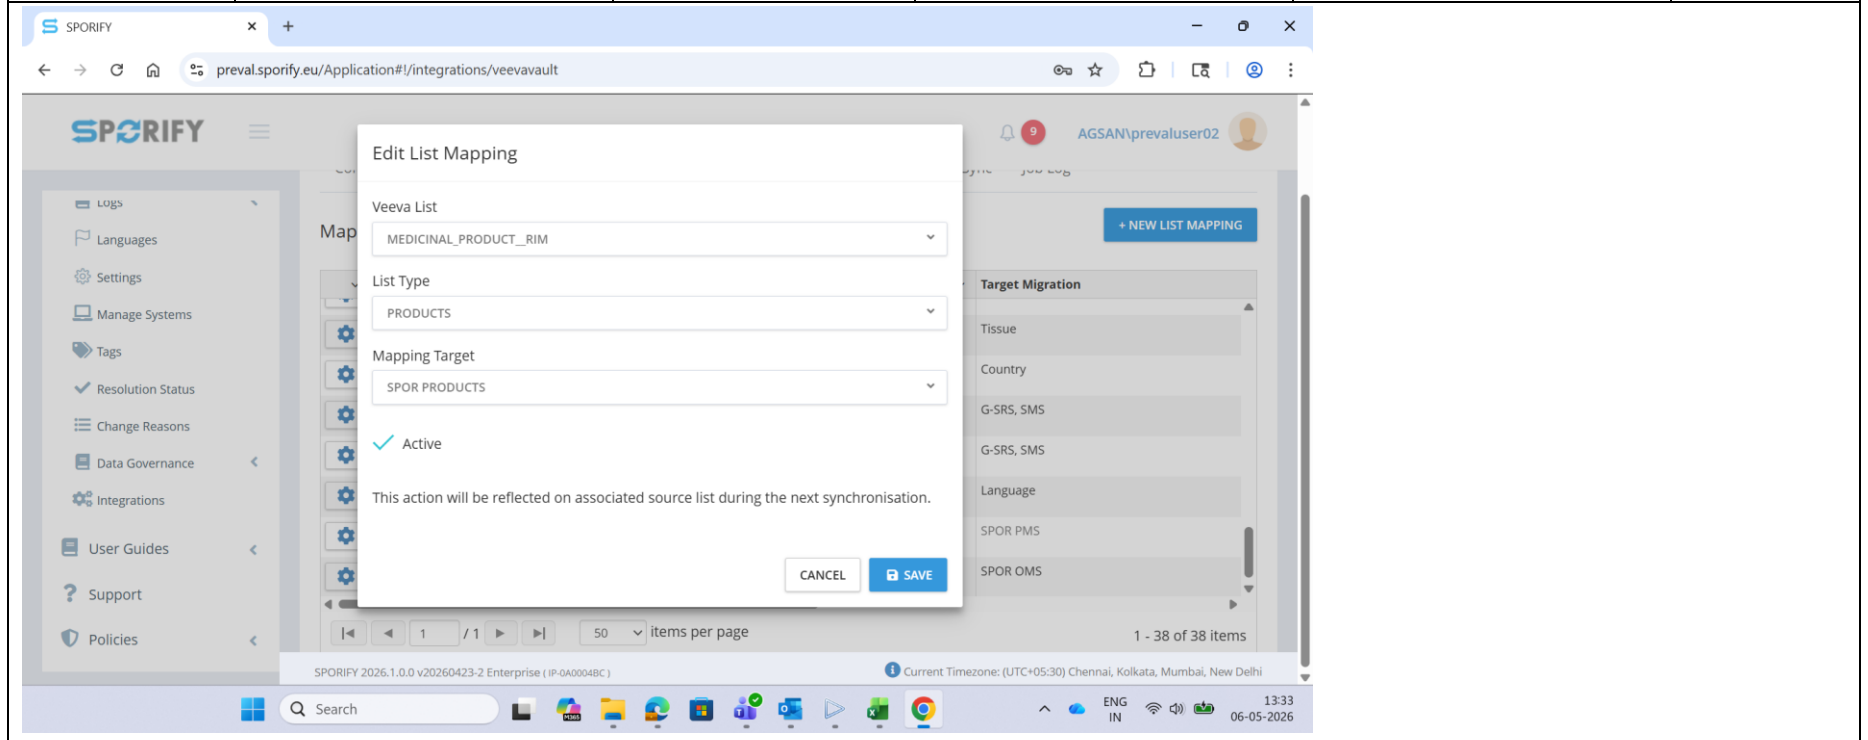 SPORIFY
preval.sporify.eu/Application#!/integrations/veevavault
SPORIFY
9
AGSAN\prevaluser02
Edit List Mapping
Job Log
Logs
Languages
Settings
Manage Systems
Tags
Resolution Status
Change Reasons
Data Governance
Integrations
User Guides
Support
Policies
Map
+ NEW LIST MAPPING
Veeva List
MEDICINAL_PRODUCT__RIM
List Type
PRODUCTS
Mapping Target
SPOR PRODUCTS
Active
This action will be reflected on associated source list during the next synchronisation.
CANCEL
SAVE
Target Migration
Tissue
Country
G-SRS, SMS
G-SRS, SMS
Language
SPOR PMS
SPOR OMS
1 / 1
50 items per page
1 - 38 of 38 items
SPORIFY 2026.1.0.0 v20260423-2 Enterprise ( IP-0A0004BC )
Current Timezone: (UTC+05:30) Chennai, Kolkata, Mumbai, New Delhi
Search
M365
ENG
IN
13:33
06-05-2026